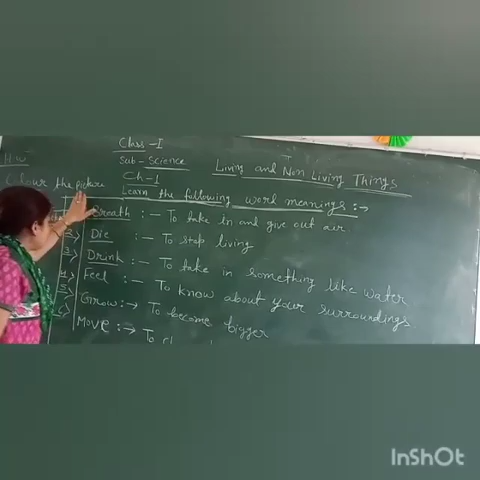 H.W
Colour the picture
Class-I
Sub- Science
Ch-1
Living and Non Living Things
Learn the following word meanings :->
Breath :- To take in and give out air
2> Die :- To stop living
3> Drink :- To take in something like water
4> Feel :- To know about your surroundings
5> Grow :-> To become bigger
6> Move :-> To
InShOt